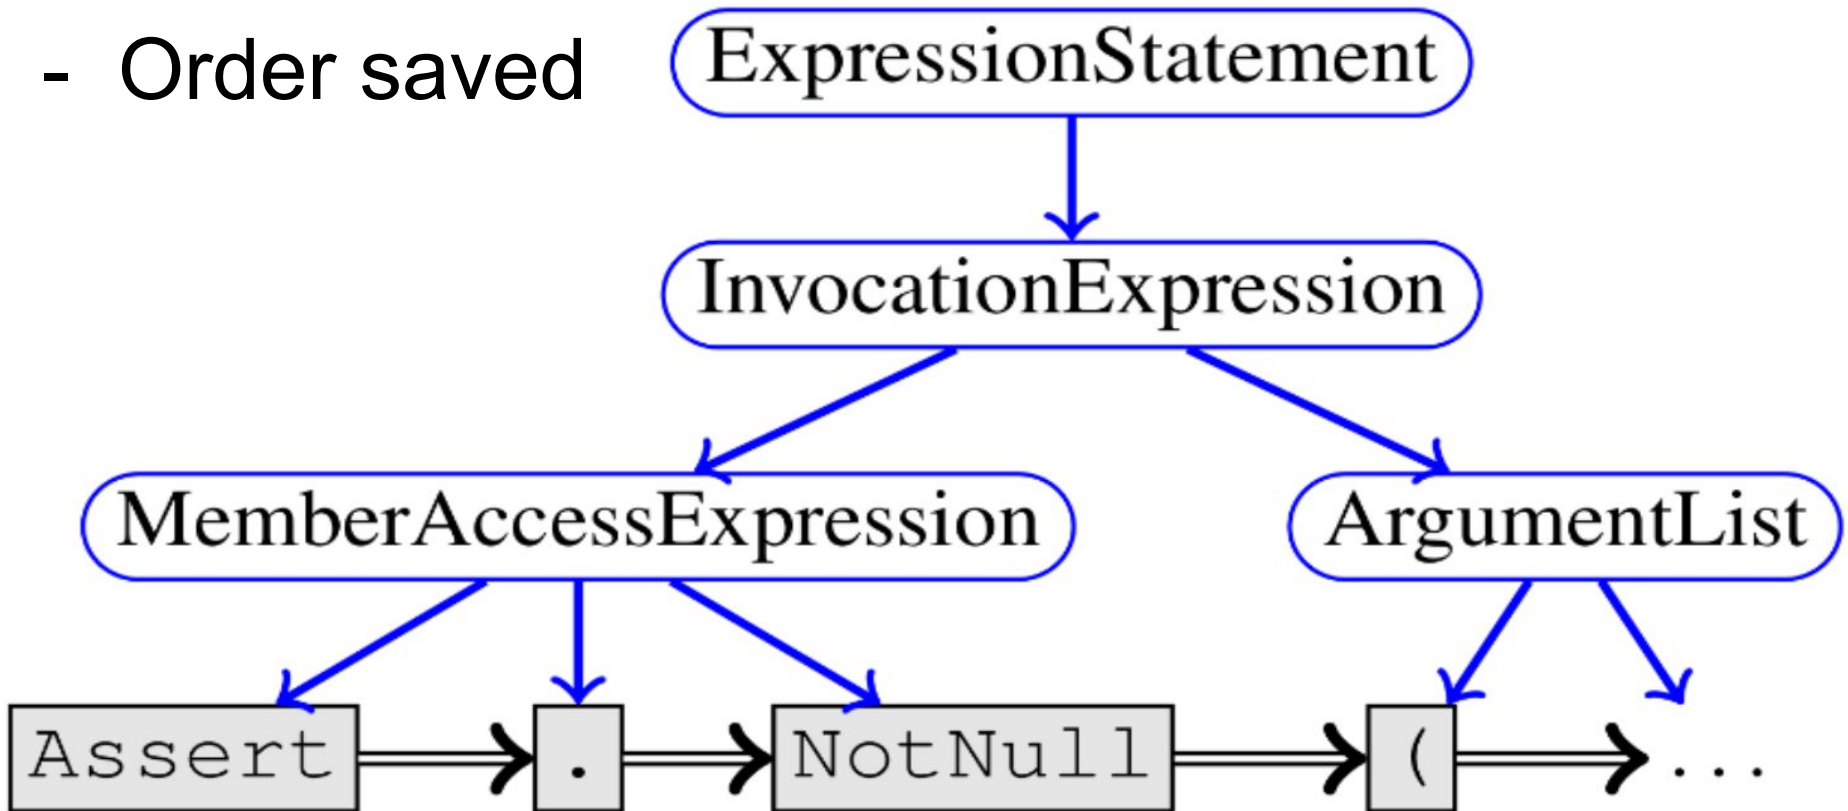 - Order saved
ExpressionStatement
InvocationExpression
MemberAccessExpression
ArgumentList
Assert
.
NotNull
(
...